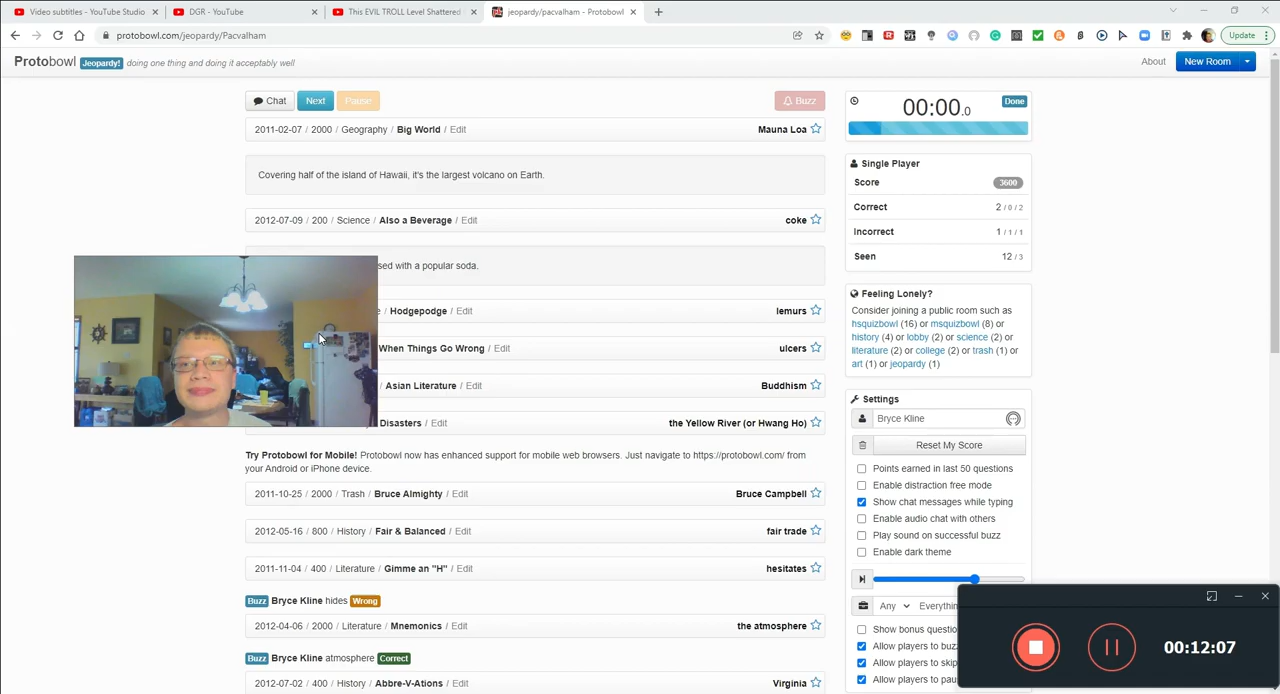 Video subtitles - YouTube Studio
DGR - YouTube
This EVIL TROLL Level Shattered
jeopardy/pacvalham - Protobowl
protobowl.com/jeopardy/Pacvalham
Update
Protobowl Jeopardy! doing one thing and doing it acceptably well
About
New Room
Chat Next Pause Buzz
2011-02-07 / 2000 / Geography / Big World / Edit Mauna Loa
Covering half of the island of Hawaii, it's the largest volcano on Earth.
2012-07-09 / 200 / Science / Also a Beverage / Edit coke
sed with a popular soda.
Hodgepodge / Edit lemurs
When Things Go Wrong / Edit ulcers
Asian Literature / Edit Buddhism
Disasters / Edit the Yellow River (or Hwang Ho)
Try Protobowl for Mobile! Protobowl now has enhanced support for mobile web browsers. Just navigate to https://protobowl.com/ from
your Android or iPhone device.
2011-10-25 / 2000 / Trash / Bruce Almighty / Edit Bruce Campbell
2012-05-16 / 800 / History / Fair & Balanced / Edit fair trade
2011-11-04 / 400 / Literature / Gimme an "H" / Edit hesitates
Buzz Bryce Kline hides Wrong
2012-04-06 / 2000 / Literature / Mnemonics / Edit the atmosphere
Buzz Bryce Kline atmosphere Correct
2012-07-02 / 400 / History / Abbre-V-Ations / Edit Virginia
00:00.0 Done
Single Player
Score 3600
Correct 2 / 0 / 2
Incorrect 1 / 1 / 1
Seen 12 / 3
Feeling Lonely?
Consider joining a public room such as
hsquizbowl (16) or msquizbowl (8) or
history (4) or lobby (2) or science (2) or
literature (2) or college (2) or trash (1) or
art (1) or jeopardy (1)
Settings
Bryce Kline
Reset My Score
Points earned in last 50 questions
Enable distraction free mode
Show chat messages while typing
Enable audio chat with others
Play sound on successful buzz
Enable dark theme
Any Everythin
Show bonus questio
Allow players to buz
Allow players to skip
Allow players to pau
00:12:07